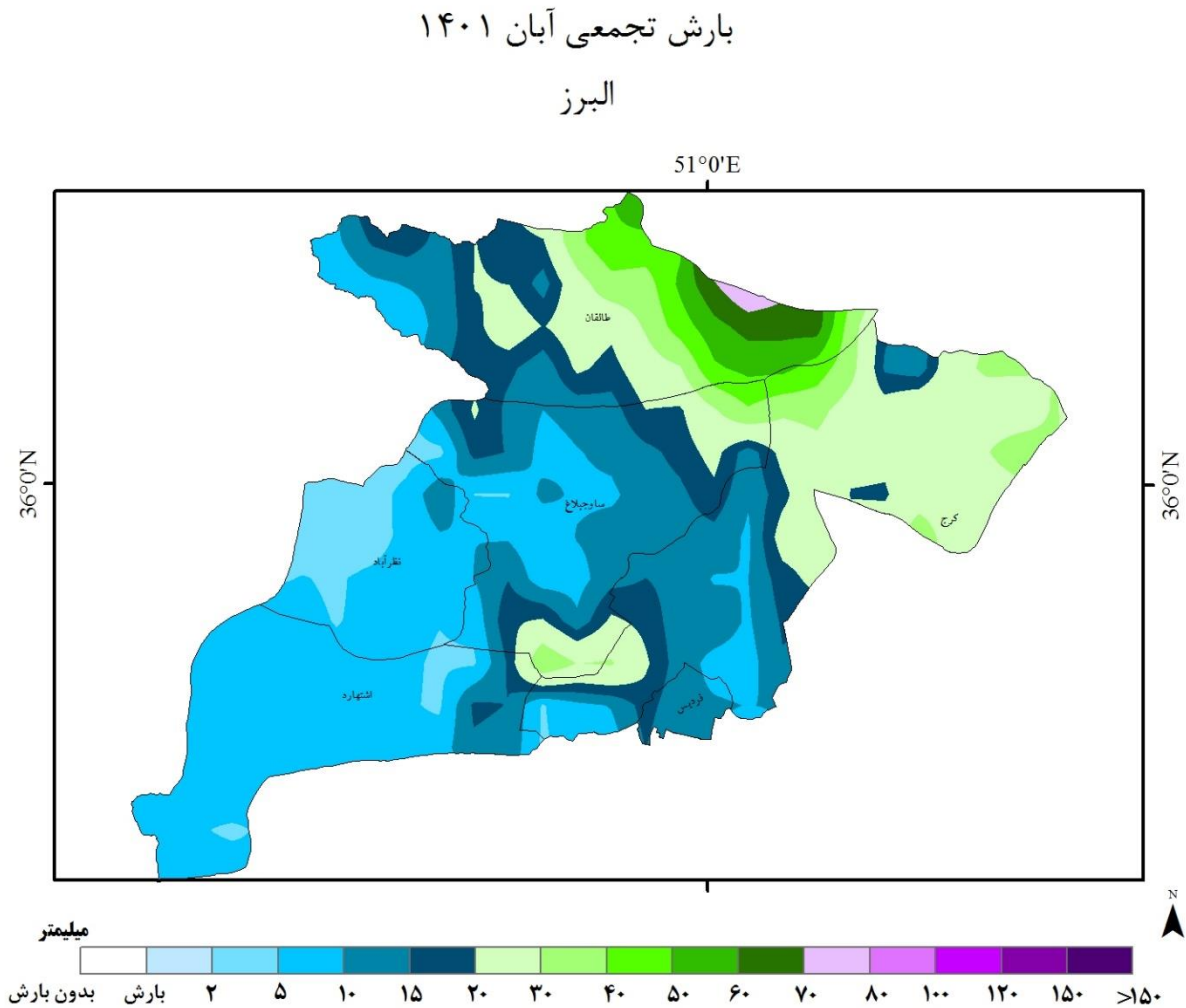 بارش تجمعی آبان ۱۴۰۱
البرز
51°0'E
36°0'N
36°0'N
طالقان
ساوجبلاغ
کرج
نظرآباد
اشتهارد
فردیس
N
میلیمتر
بدون بارش بارش ۲ ۵ ۱۰ ۱۵ ۲۰ ۳۰ ۴۰ ۵۰ ۶۰ ۷۰ ۸۰ ۱۰۰ ۱۲۰ ۱۵۰ >۱۵۰